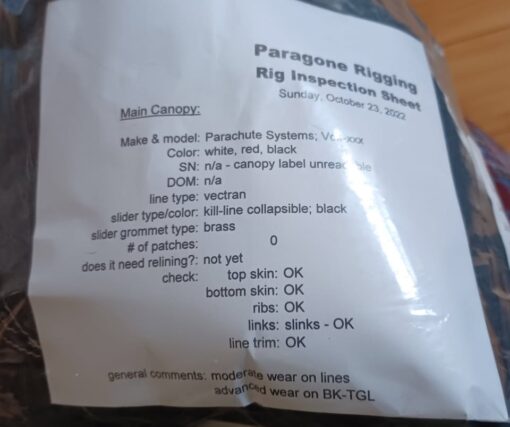 Paragone Rigging
Rig Inspection Sheet
Sunday, October 23, 2022
Main Canopy:
Make & model: Parachute Systems;
Color: white, red, black
SN: n/a - canopy label unreadable
DOM: n/a
line type: vectran
slider type/color: kill-line collapsible; black
slider grommet type: brass
# of patches: 0
does it need relining?: not yet
check: top skin: OK
bottom skin: OK
ribs: OK
links: slinks - OK
line trim: OK
general comments: moderate wear on lines
advanced wear on BK-TGL